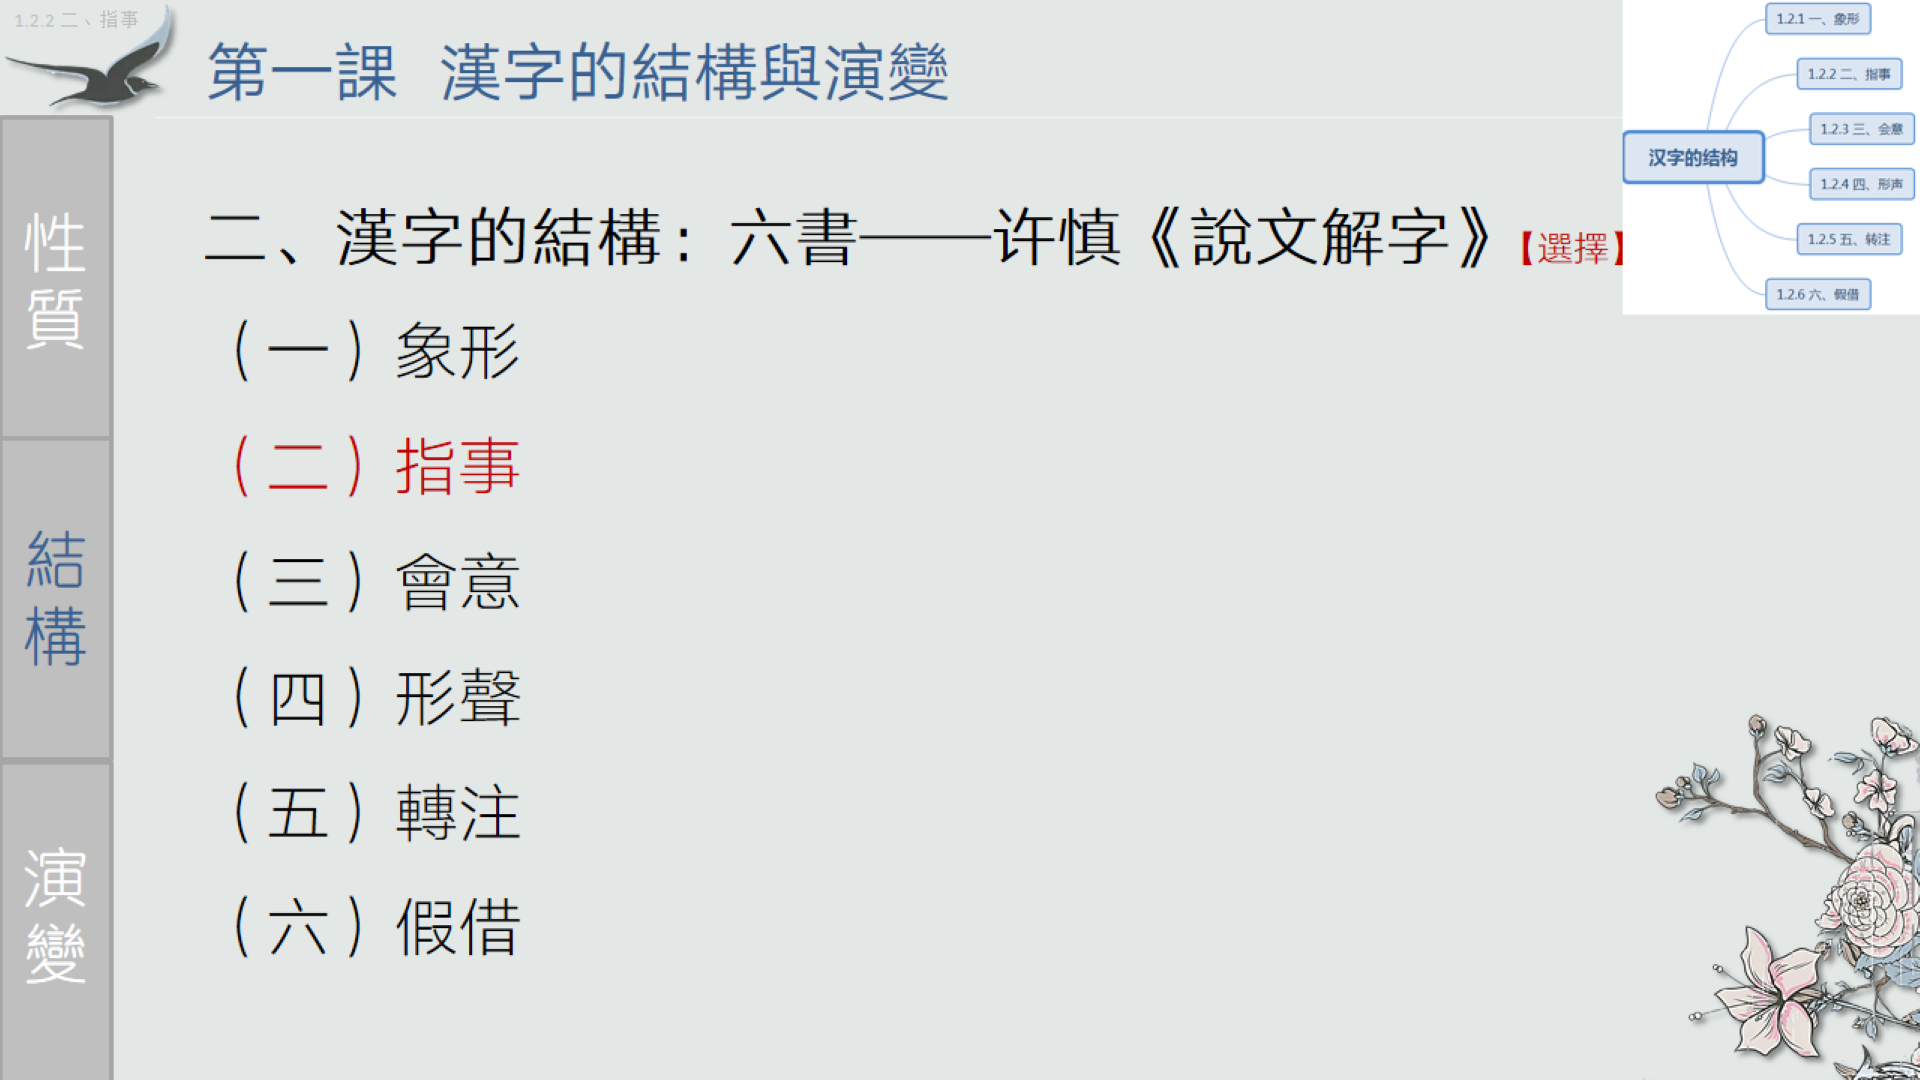 1.2.2 二、指事
第一課 漢字的結構與演變
性質
結構
演變
二、漢字的結構：六書——许慎《說文解字》【選擇】
（一）象形
（二）指事
（三）會意
（四）形聲
（五）轉注
（六）假借
汉字的结构
1.2.1 一、象形
1.2.2 二、指事
1.2.3 三、会意
1.2.4 四、形声
1.2.5 五、转注
1.2.6 六、假借